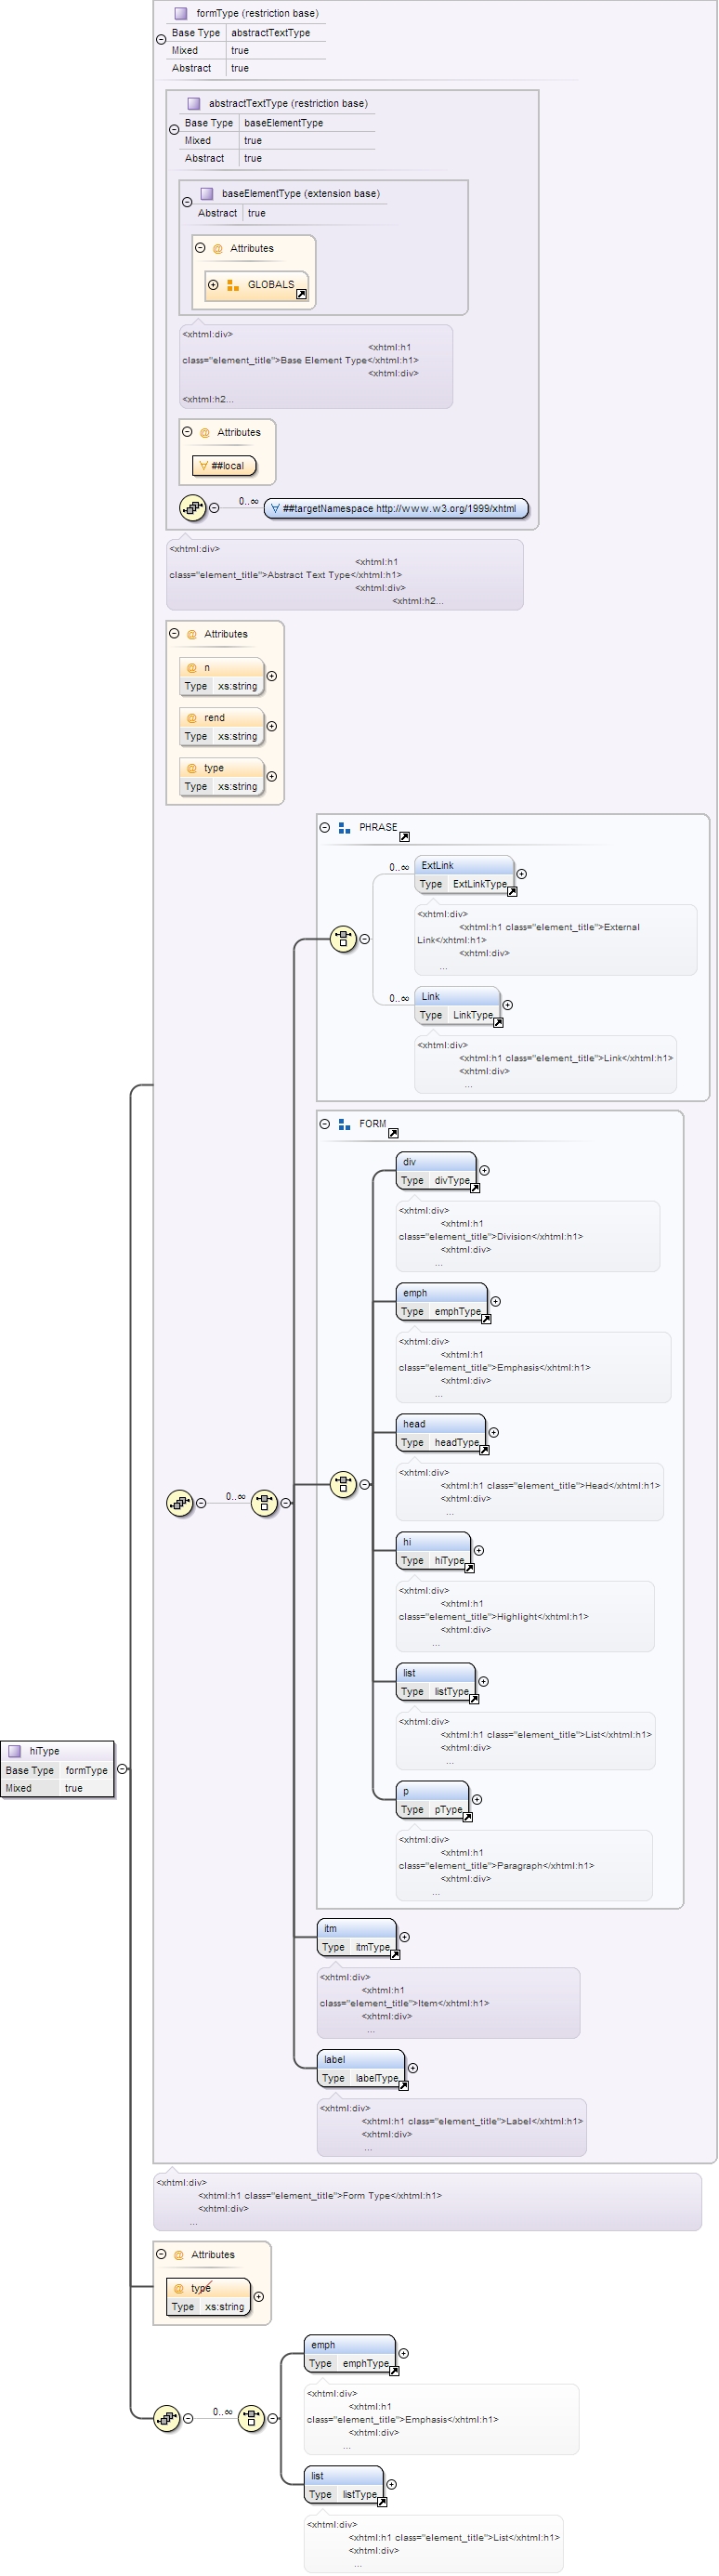 formType (restriction base)
Base Type abstractTextType
Mixed true
Abstract true
abstractTextType (restriction base)
Base Type baseElementType
Mixed true
Abstract true
baseElementType (extension base)
Abstract true
@ Attributes
GLOBALS
<xhtml:div>
<xhtml:h1
class="element_title">Base Element Type</xhtml:h1>
<xhtml:div>
<xhtml:h2...
@ Attributes
##local
0..∞
##targetNamespace http://www.w3.org/1999/xhtml
<xhtml:div>
<xhtml:h1
class="element_title">Abstract Text Type</xhtml:h1>
<xhtml:div>
<xhtml:h2...
@ Attributes
@ n
Type xs:string
@ rend
Type xs:string
@ type
Type xs:string
PHRASE
0..∞
ExtLink
Type ExtLinkType
<xhtml:div>
<xhtml:h1 class="element_title">External
Link</xhtml:h1>
<xhtml:div>
...
0..∞
Link
Type LinkType
<xhtml:div>
<xhtml:h1 class="element_title">Link</xhtml:h1>
<xhtml:div>
...
FORM
div
Type divType
<xhtml:div>
<xhtml:h1
class="element_title">Division</xhtml:h1>
<xhtml:div>
...
emph
Type emphType
<xhtml:div>
<xhtml:h1
class="element_title">Emphasis</xhtml:h1>
<xhtml:div>
...
head
Type headType
<xhtml:div>
<xhtml:h1 class="element_title">Head</xhtml:h1>
<xhtml:div>
...
0..∞
hi
Type hiType
<xhtml:div>
<xhtml:h1
class="element_title">Highlight</xhtml:h1>
<xhtml:div>
...
list
Type listType
<xhtml:div>
<xhtml:h1 class="element_title">List</xhtml:h1>
<xhtml:div>
...
hiType
Base Type formType
Mixed true
p
Type pType
<xhtml:div>
<xhtml:h1
class="element_title">Paragraph</xhtml:h1>
<xhtml:div>
...
itm
Type itmType
<xhtml:div>
<xhtml:h1
class="element_title">Item</xhtml:h1>
<xhtml:div>
...
label
Type labelType
<xhtml:div>
<xhtml:h1 class="element_title">Label</xhtml:h1>
<xhtml:div>
...
<xhtml:div>
<xhtml:h1 class="element_title">Form Type</xhtml:h1>
<xhtml:div>
...
@ Attributes
@ type
Type xs:string
0..∞
emph
Type emphType
<xhtml:div>
<xhtml:h1
class="element_title">Emphasis</xhtml:h1>
<xhtml:div>
...
list
Type listType
<xhtml:div>
<xhtml:h1 class="element_title">List</xhtml:h1>
<xhtml:div>
...